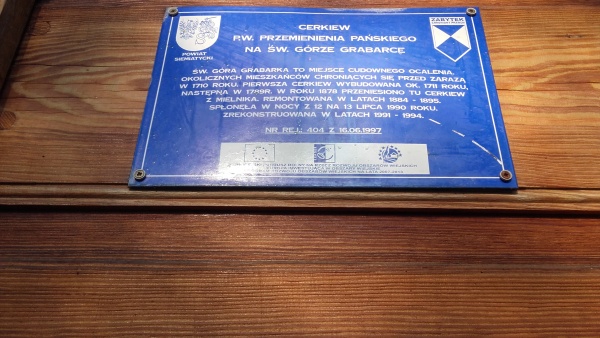 CERKIEW
P.W. PRZEMIENIENIA PAŃSKIEGO
NA ŚW. GÓRZE GRABARCE
POWIAT
SIEMIATYCKI
ZABYTEK
ŚW. GÓRA GRABARKA TO MIEJSCE CUDOWNEGO OCALENIA
OKOLICZNYCH MIESZKAŃCÓW CHRONIĄCYCH SIĘ PRZED ZARAZĄ
W 1710 ROKU. PIERWSZA CERKIEW WYBUDOWANA OK. 1711 ROKU,
NASTĘPNA W 1789R. W ROKU 1878 PRZENIESIONO TU CERKIEW
Z MIELNIKA, REMONTOWANA W LATACH 1884 - 1895.
SPŁONĘŁA W NOCY Z 12 NA 13 LIPCA 1990 ROKU.
ZREKONSTRUOWANA W LATACH 1991 - 1994.
NR REJ.: 404 Z 16.06.1997